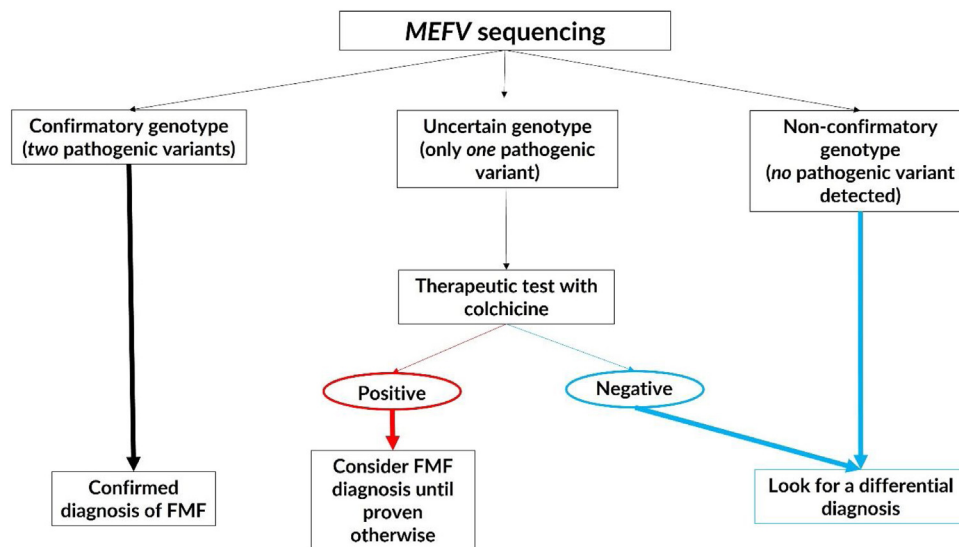 MEFV sequencing
Confirmatory genotype
(two pathogenic variants)
Uncertain genotype
(only one pathogenic
variant)
Non-confirmatory
genotype
(no pathogenic variant
detected)
Therapeutic test with
colchicine
Positive
Negative
Confirmed
diagnosis of FMF
Consider FMF
diagnosis until
proven
otherwise
Look for a differential
diagnosis